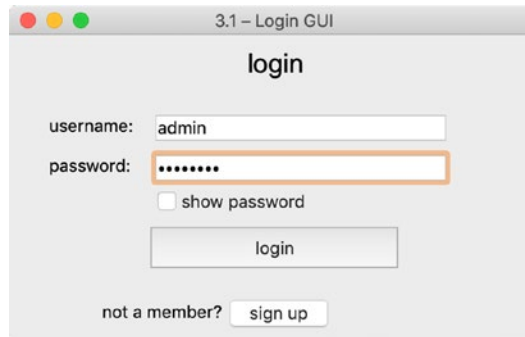 3.1 – Login GUI
login
username: admin
password: ••••••••
show password
login
not a member? sign up